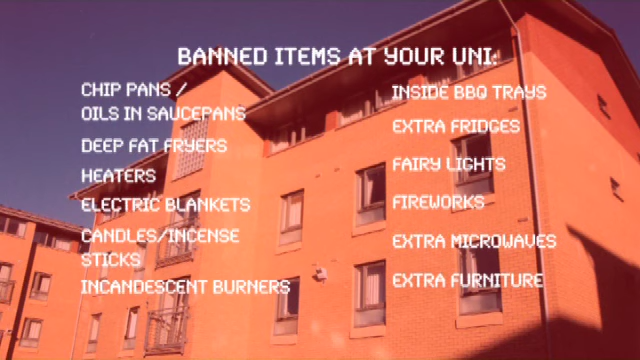 BANNED ITEMS AT YOUR UNI:
CHIP PANS /
OILS IN SAUCEPANS
DEEP FAT FRYERS
HEATERS
ELECTRIC BLANKETS
CANDLES/INCENSE
STICKS
INCANDESCENT BURNERS
INSIDE BBQ TRAYS
EXTRA FRIDGES
FAIRY LIGHTS
FIREWORKS
EXTRA MICROWAVES
EXTRA FURNITURE